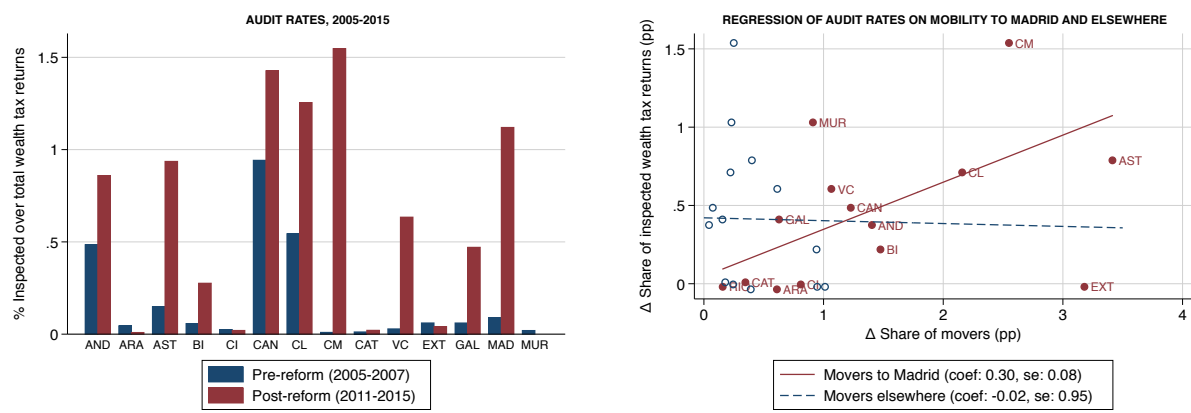 AUDIT RATES, 2005-2015
% Inspected over total wealth tax returns
1.5
1
.5
0
AND ARA AST BI CI CAN CL CM CAT VC EXT GAL MAD MUR
Pre-reform (2005-2007)
Post-reform (2011-2015)
REGRESSION OF AUDIT RATES ON MOBILITY TO MADRID AND ELSEWHERE
Δ Share of inspected wealth tax returns (pp)
1.5
1
.5
0
CM
MUR
AST
CL
VC
CAN
GAL
AND
BI
CAT
CI
RIO
ARA
EXT
0 1 2 3 4
Δ Share of movers (pp)
Movers to Madrid (coef: 0.30, se: 0.08)
Movers elsewhere (coef: -0.02, se: 0.95)